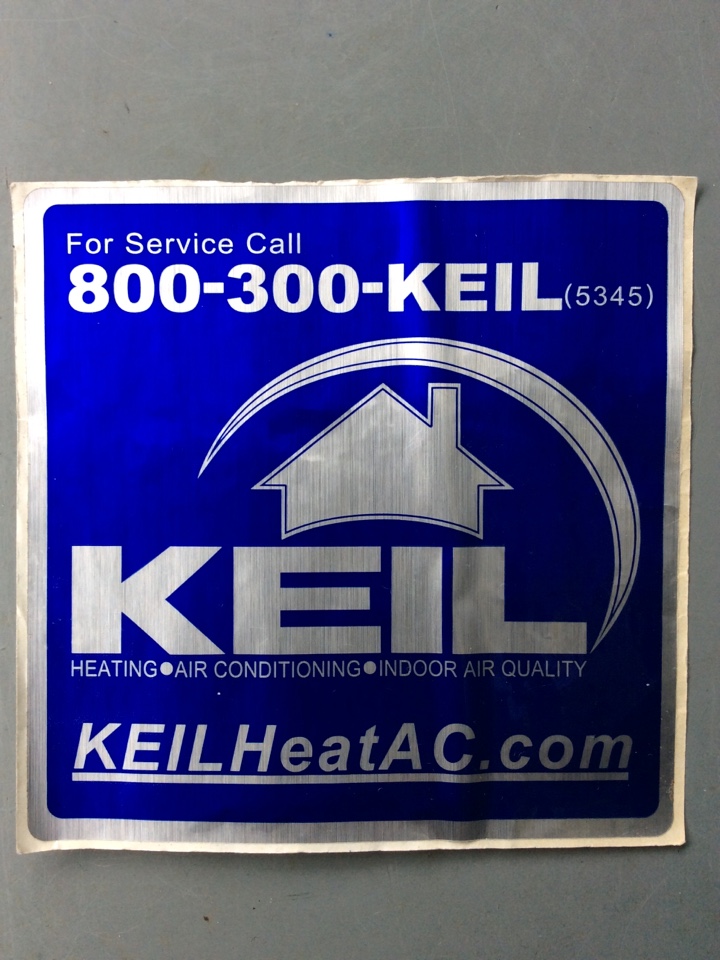 For Service Call
800-300-KEIL(5345)
KEIL
HEATING●AIR CONDITIONING●INDOOR AIR QUALITY
KEILHeatAC.com